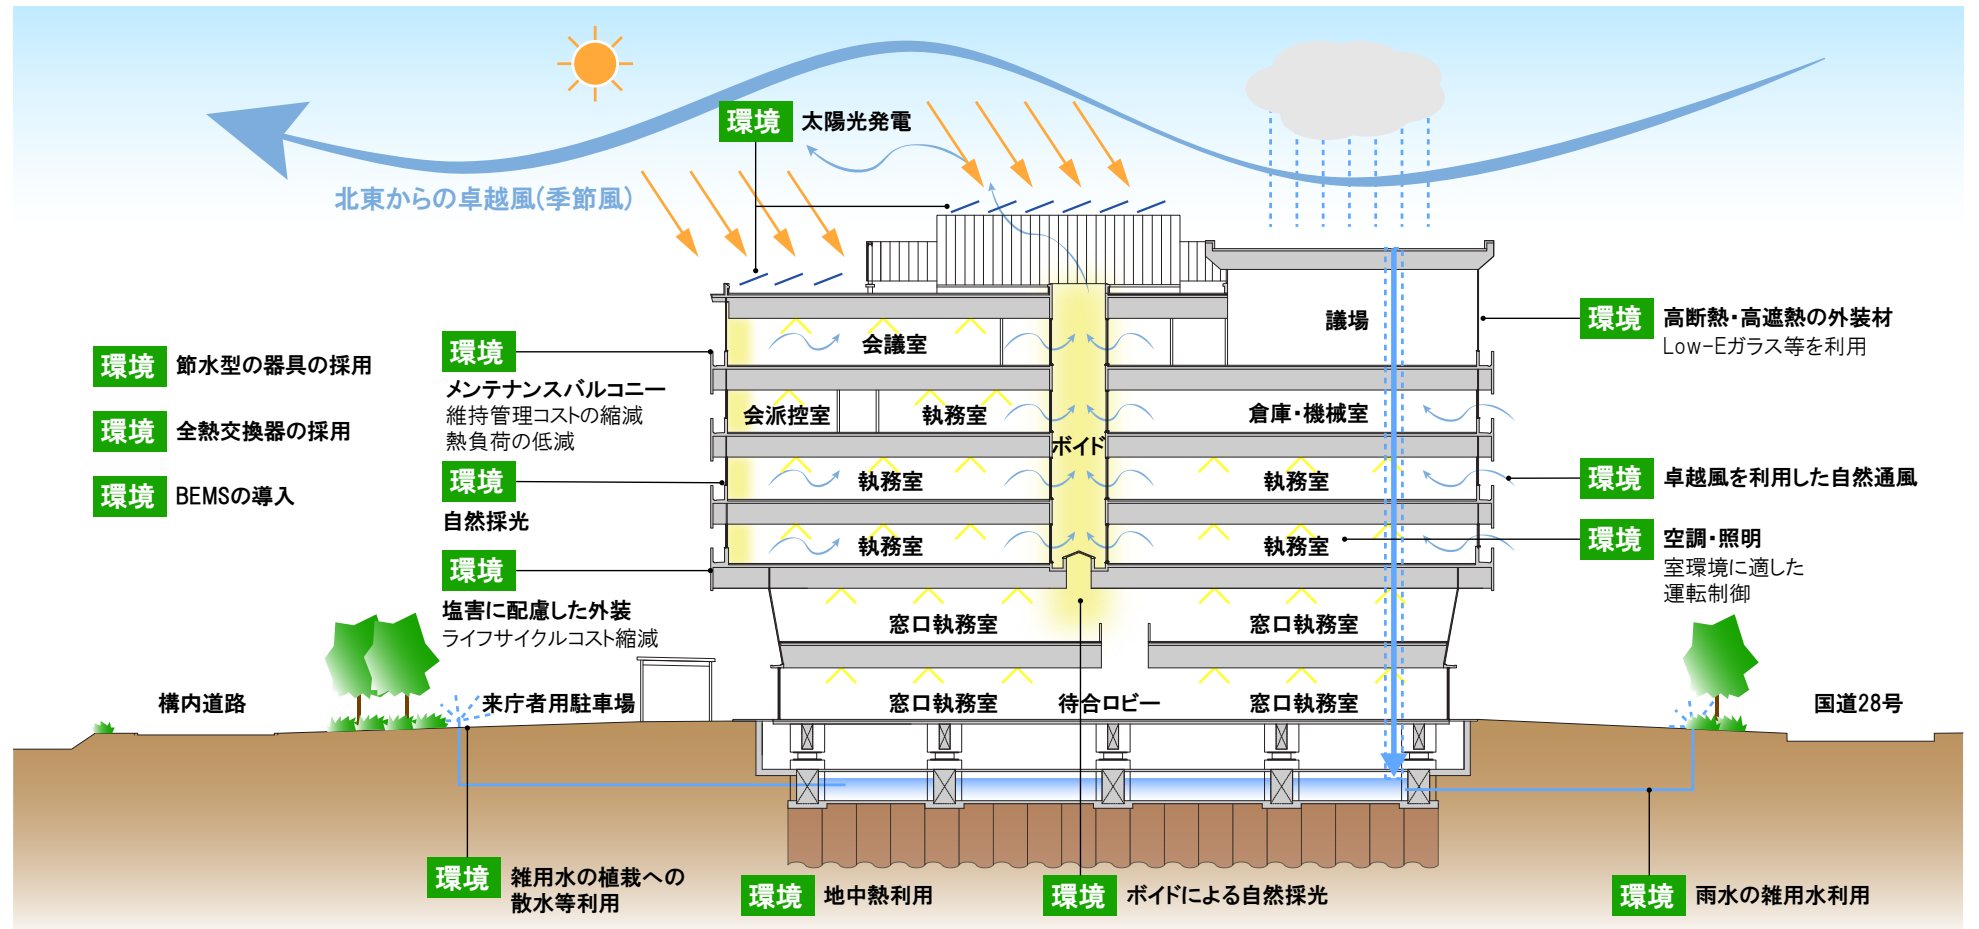 環境 太陽光発電
北東からの卓越風(季節風)
環境 節水型の器具の採用
環境 全熱交換器の採用
環境 BEMSの導入
環境
メンテナンスバルコニー
維持管理コストの縮減
熱負荷の低減
環境
自然採光
環境
塩害に配慮した外装
ライフサイクルコスト縮減
会議室
議場
会派控室
執務室
倉庫・機械室
ボイド
執務室
執務室
執務室
執務室
窓口執務室
窓口執務室
窓口執務室
待合ロビー
窓口執務室
環境 高断熱・高遮熱の外装材
Low-Eガラス等を利用
環境 卓越風を利用した自然通風
環境 空調・照明
室環境に適した
運転制御
構内道路
来庁者用駐車場
国道28号
環境 雑用水の植栽への
散水等利用
環境 地中熱利用
環境 ボイドによる自然採光
環境 雨水の雑用水利用